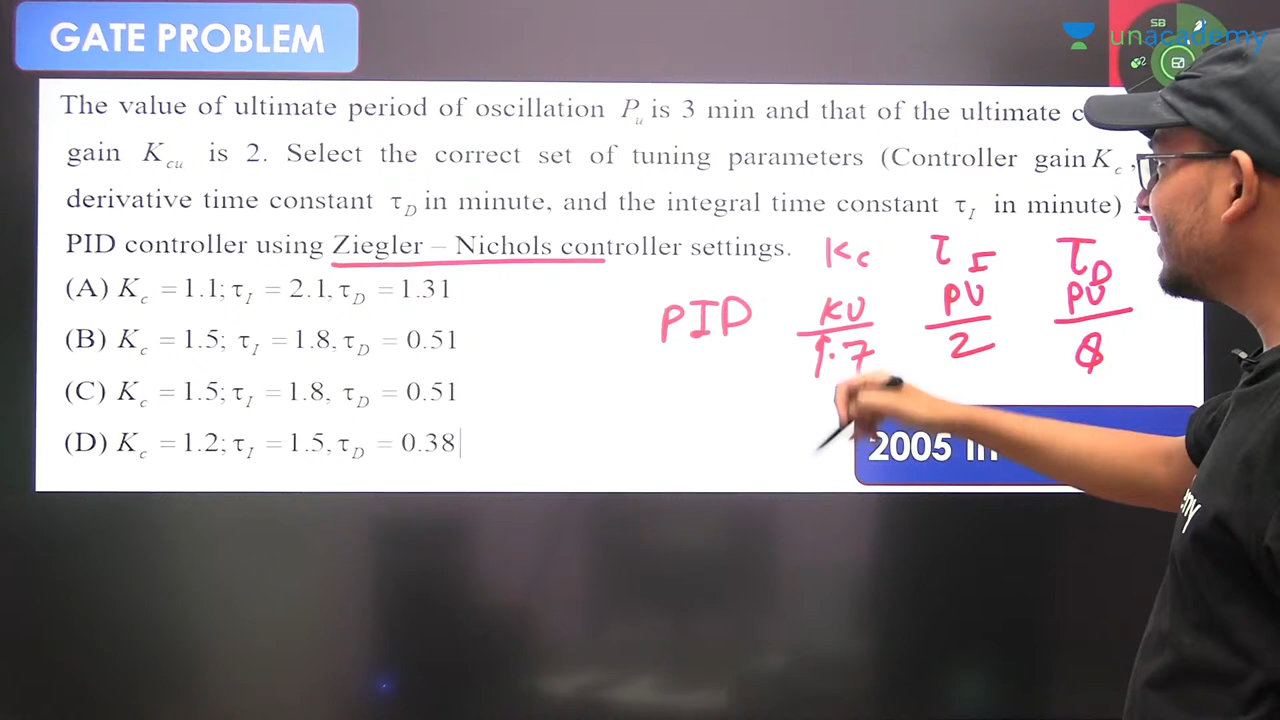 GATE PROBLEM
SB
unacademy
The value of ultimate period of oscillation P_u is 3 min and that of the ultimate
gain K_cu is 2. Select the correct set of tuning parameters (Controller gain K_c,
derivative time constant τ_D in minute, and the integral time constant τ_I in minute)
PID controller using Ziegler – Nichols controller settings.
(A) K_c = 1.1; τ_I = 2.1, τ_D = 1.31
(B) K_c = 1.5; τ_I = 1.8, τ_D = 0.51
(C) K_c = 1.5; τ_I = 1.8, τ_D = 0.51
(D) K_c = 1.2; τ_I = 1.5, τ_D = 0.38
Kc τI τD
PID KU/1.7 PU/2 PU/8
2005 in